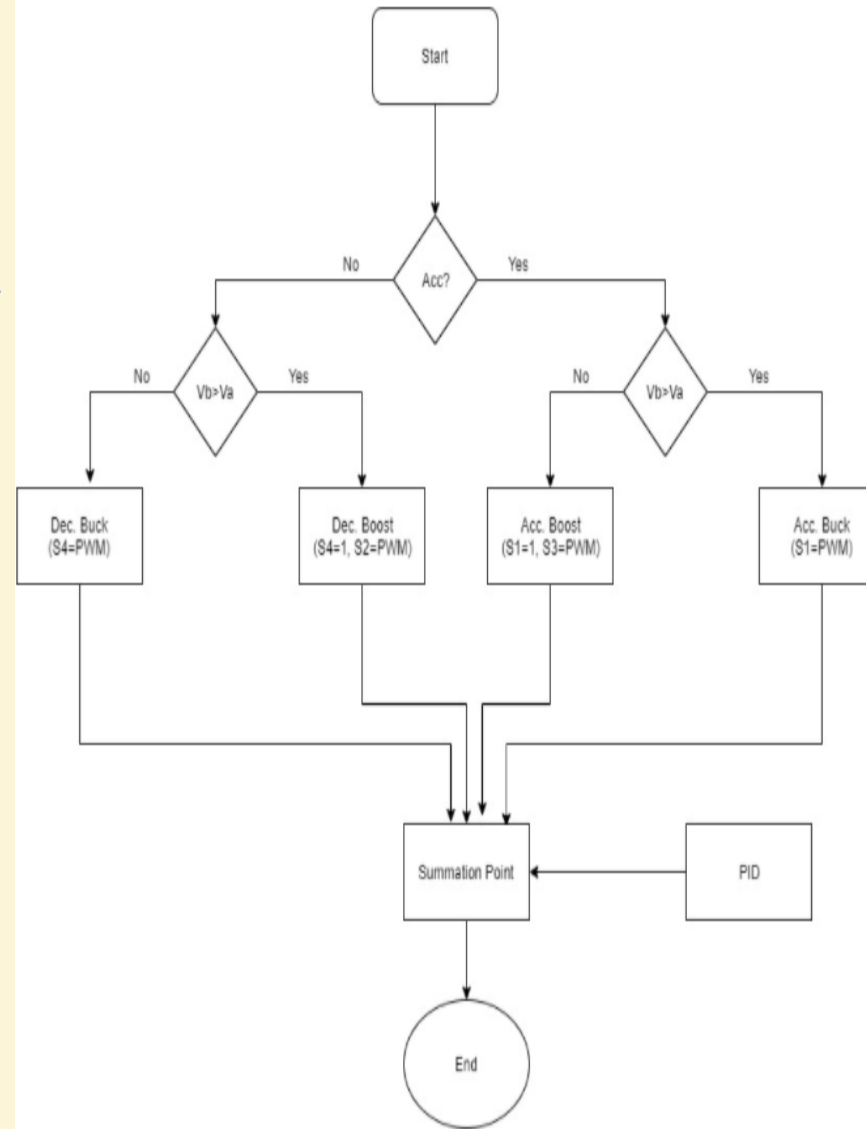 Start
Acc?
No
Yes
Vb>Va
No
Yes
Vb>Va
No
Yes
Dec. Buck
(S4=PWM)
Dec. Boost
(S4=1, S2=PWM)
Acc. Boost
(S1=1, S3=PWM)
Acc. Buck
(S1=PWM)
Summation Point
PID
End